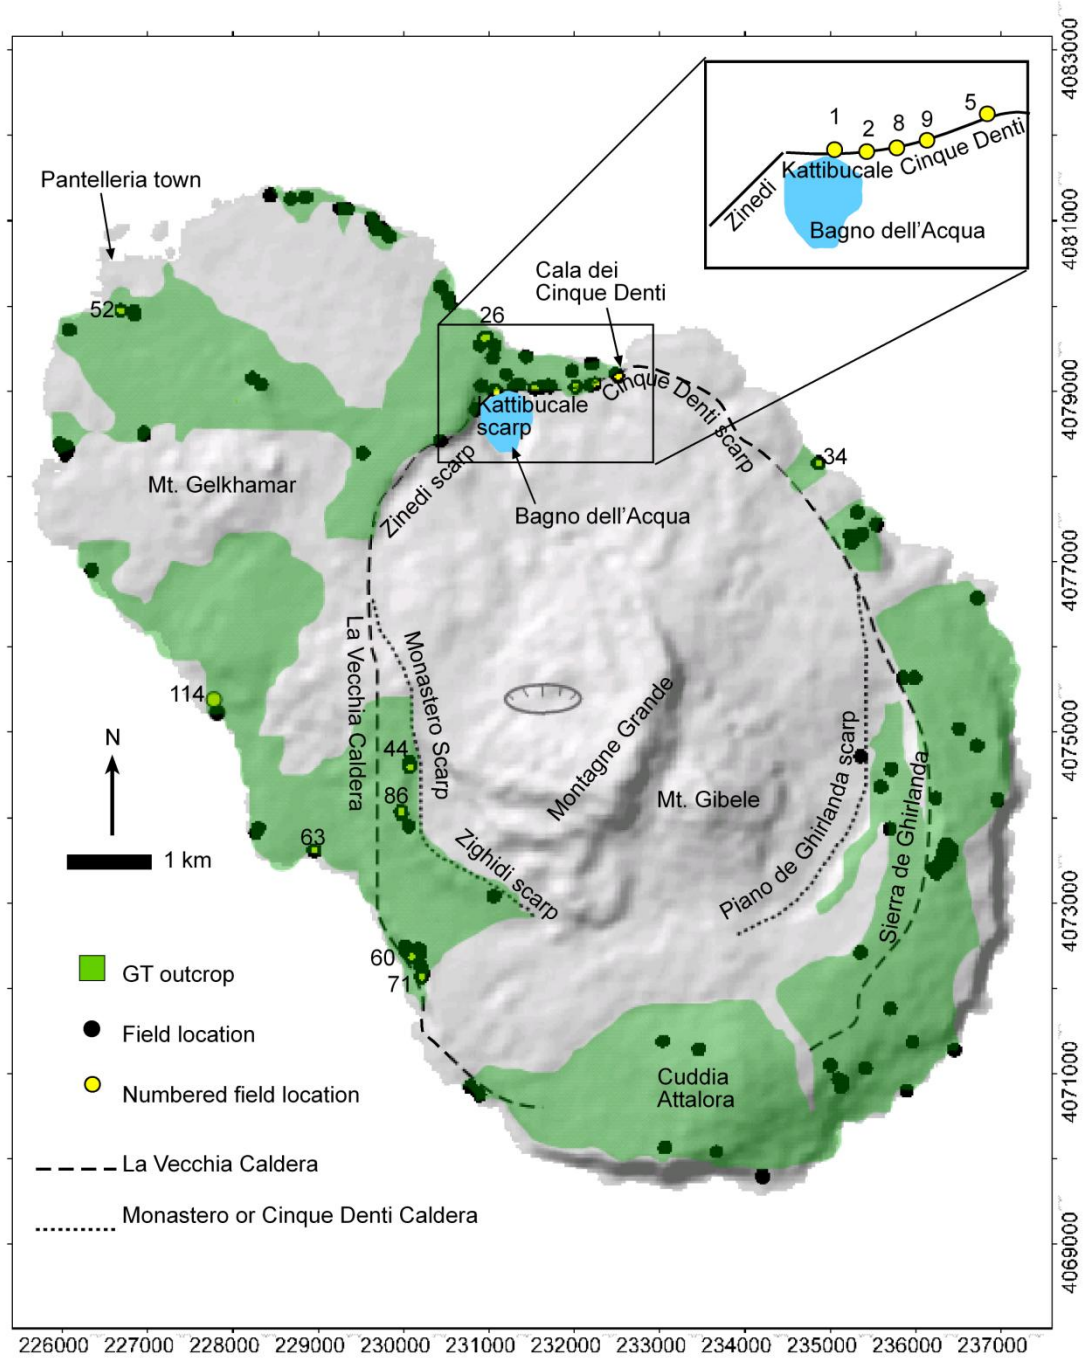 4083000
1
2
8
9
5
Kattibucale
Cinque Denti
Zinedi
Bagno dell'Acqua
Pantelleria town
4081000
Cala dei
Cinque Denti
52
26
4079000
Kattibucale
scarp
Cinque Denti scarp
34
Mt. Gelkhamar
Zinedi scarp
Bagno dell'Acqua
4077000
La Vecchia Caldera
Monastero Scarp
114
N
44
86
Montagne Grande
Mt. Gibele
Piano de Ghirlanda scarp
Sierra de Ghirlanda
4075000
1 km
63
Zighidi scarp
4073000
60
71
GT outcrop
Field location
Numbered field location
Cuddia
Attalora
4071000
La Vecchia Caldera
Monastero or Cinque Denti Caldera
4069000
226000 227000 228000 229000 230000 231000 232000 233000 234000 235000 236000 237000